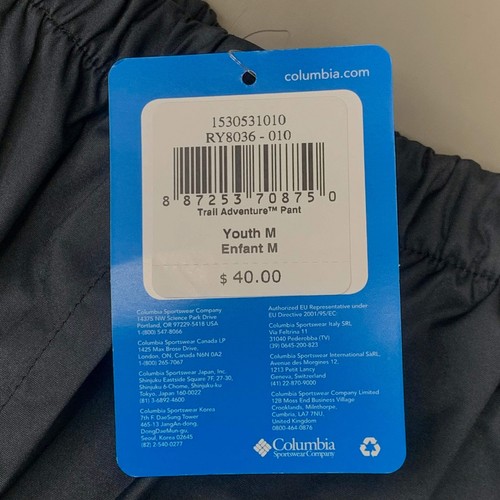 columbia.com
1530531010
RY8036 - 010
8 87253 70875 0
Trail Adventure™ Pant
Youth M
Enfant M
$ 40.00
Columbia Sportswear Company
14375 NW Science Park Drive
Portland, OR 97229-5418 USA
1 (800) 547-8066
Columbia Sportswear Canada LP
1425 Max Brose Drive,
London, ON, Canada N6N 0A2
1-(800) 265.7067
Columbia Sportswear Japan, Inc.
Shinjuku Eastside Square 7F, 27-30,
Shinjuku 6-Chome, Shinjuku-ku
Tokyo, Japan 160-0022
(81) 3-6892-4600
Columbia Sportswear Korea
7th F. DaeSung Tower
465-13 JangAn-dong,
DongDaeMun-gu,
Seoul, Korea 02645
(82) 2-540-0277
Authorized EU Representative under
EU Directive 2001/95/EC:
Columbia Sportswear Italy SRL
Via Feltrina 11
31040 Pederobba (TV)
(39) 0645-200-823
Columbia Sportswear International SáRL
Avenue des Morgines 12,
1213 Petit Lancy
Geneva, Switzerland
(41) 22-870-9000
Columbia Sportswear Company Limited
12B Moss End Business Village
Crooklands, Milnthorpe,
Cumbria, LA7 7NU,
United Kingdom
0800-464-0876
Columbia
Sportswear Company